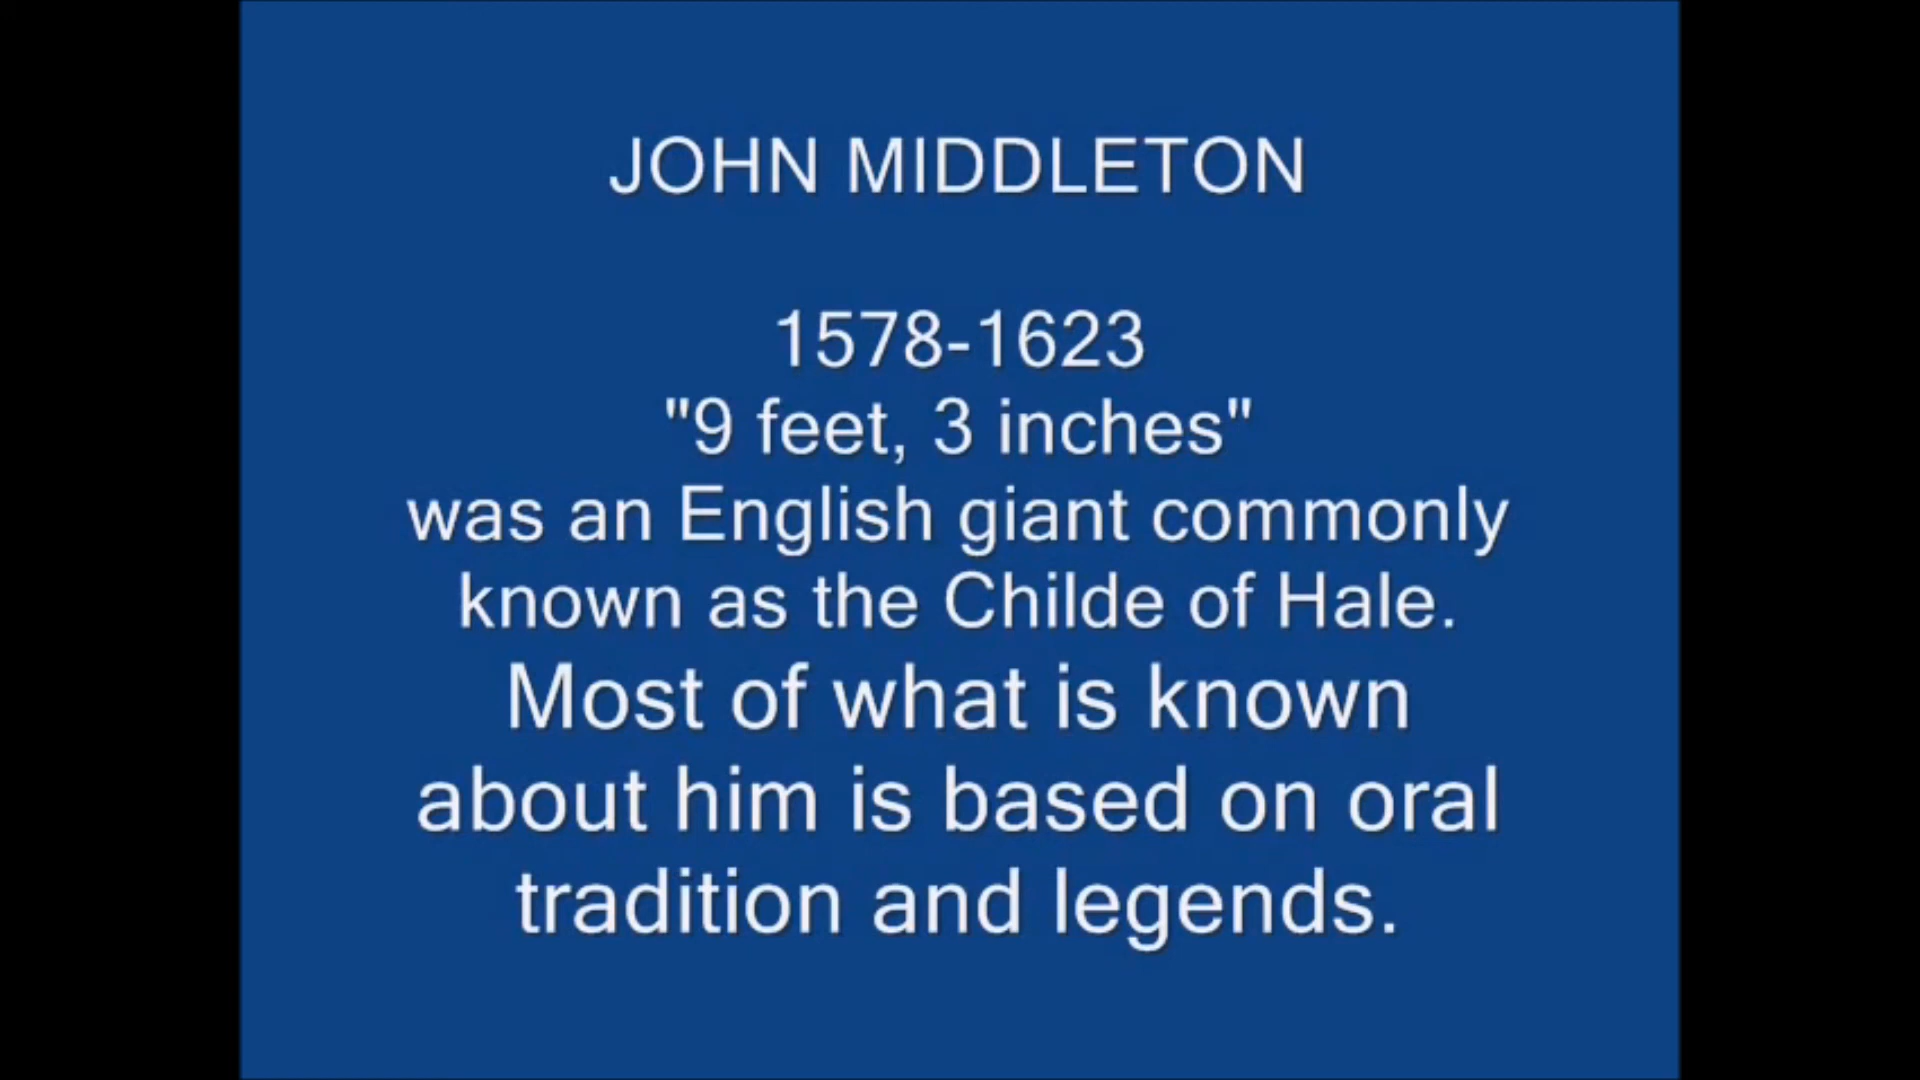 JOHN MIDDLETON
1578-1623
"9 feet, 3 inches"
was an English giant commonly
known as the Childe of Hale.
Most of what is known
about him is based on oral
tradition and legends.